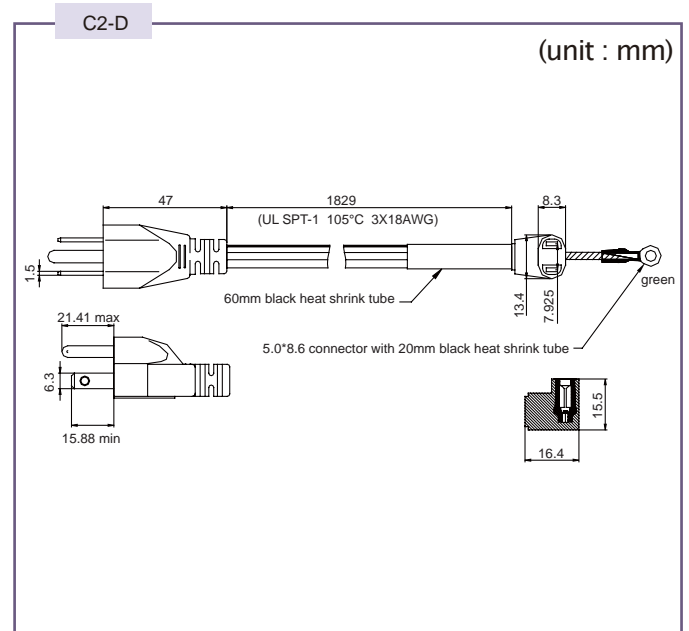 C2-D
(unit : mm)
47
1829
8.3
(UL SPT-1 105°C 3X18AWG)
1.5
60mm black heat shrink tube
13.4
7.925
green
21.41 max
5.0*8.6 connector with 20mm black heat shrink tube
6.3
15.88 min
15.5
16.4